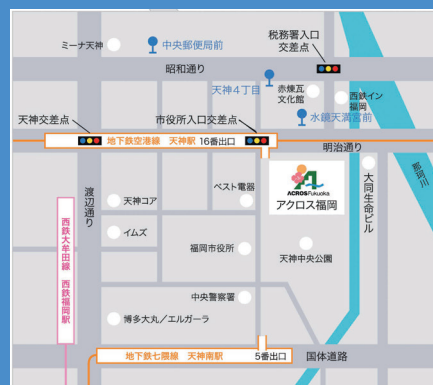 ミーナ天神
中央郵便局前
税務署入口
交差点
昭和通り
天神4丁目
赤煉瓦
文化館
西鉄イン
福岡
水鏡天満宮前
天神交差点
市役所入口交差点
地下鉄空港線 天神駅 16番出口
明治通り
那珂川
渡辺通り
ベスト電器
ACROS Fukuoka
アクロス福岡
大同生命ビル
天神コア
イムズ
福岡市役所
天神中央公園
西鉄大牟田線 西鉄福岡駅
中央警察署
博多大丸/エルガーラ
地下鉄七隈線 天神南駅 5番出口
国体道路